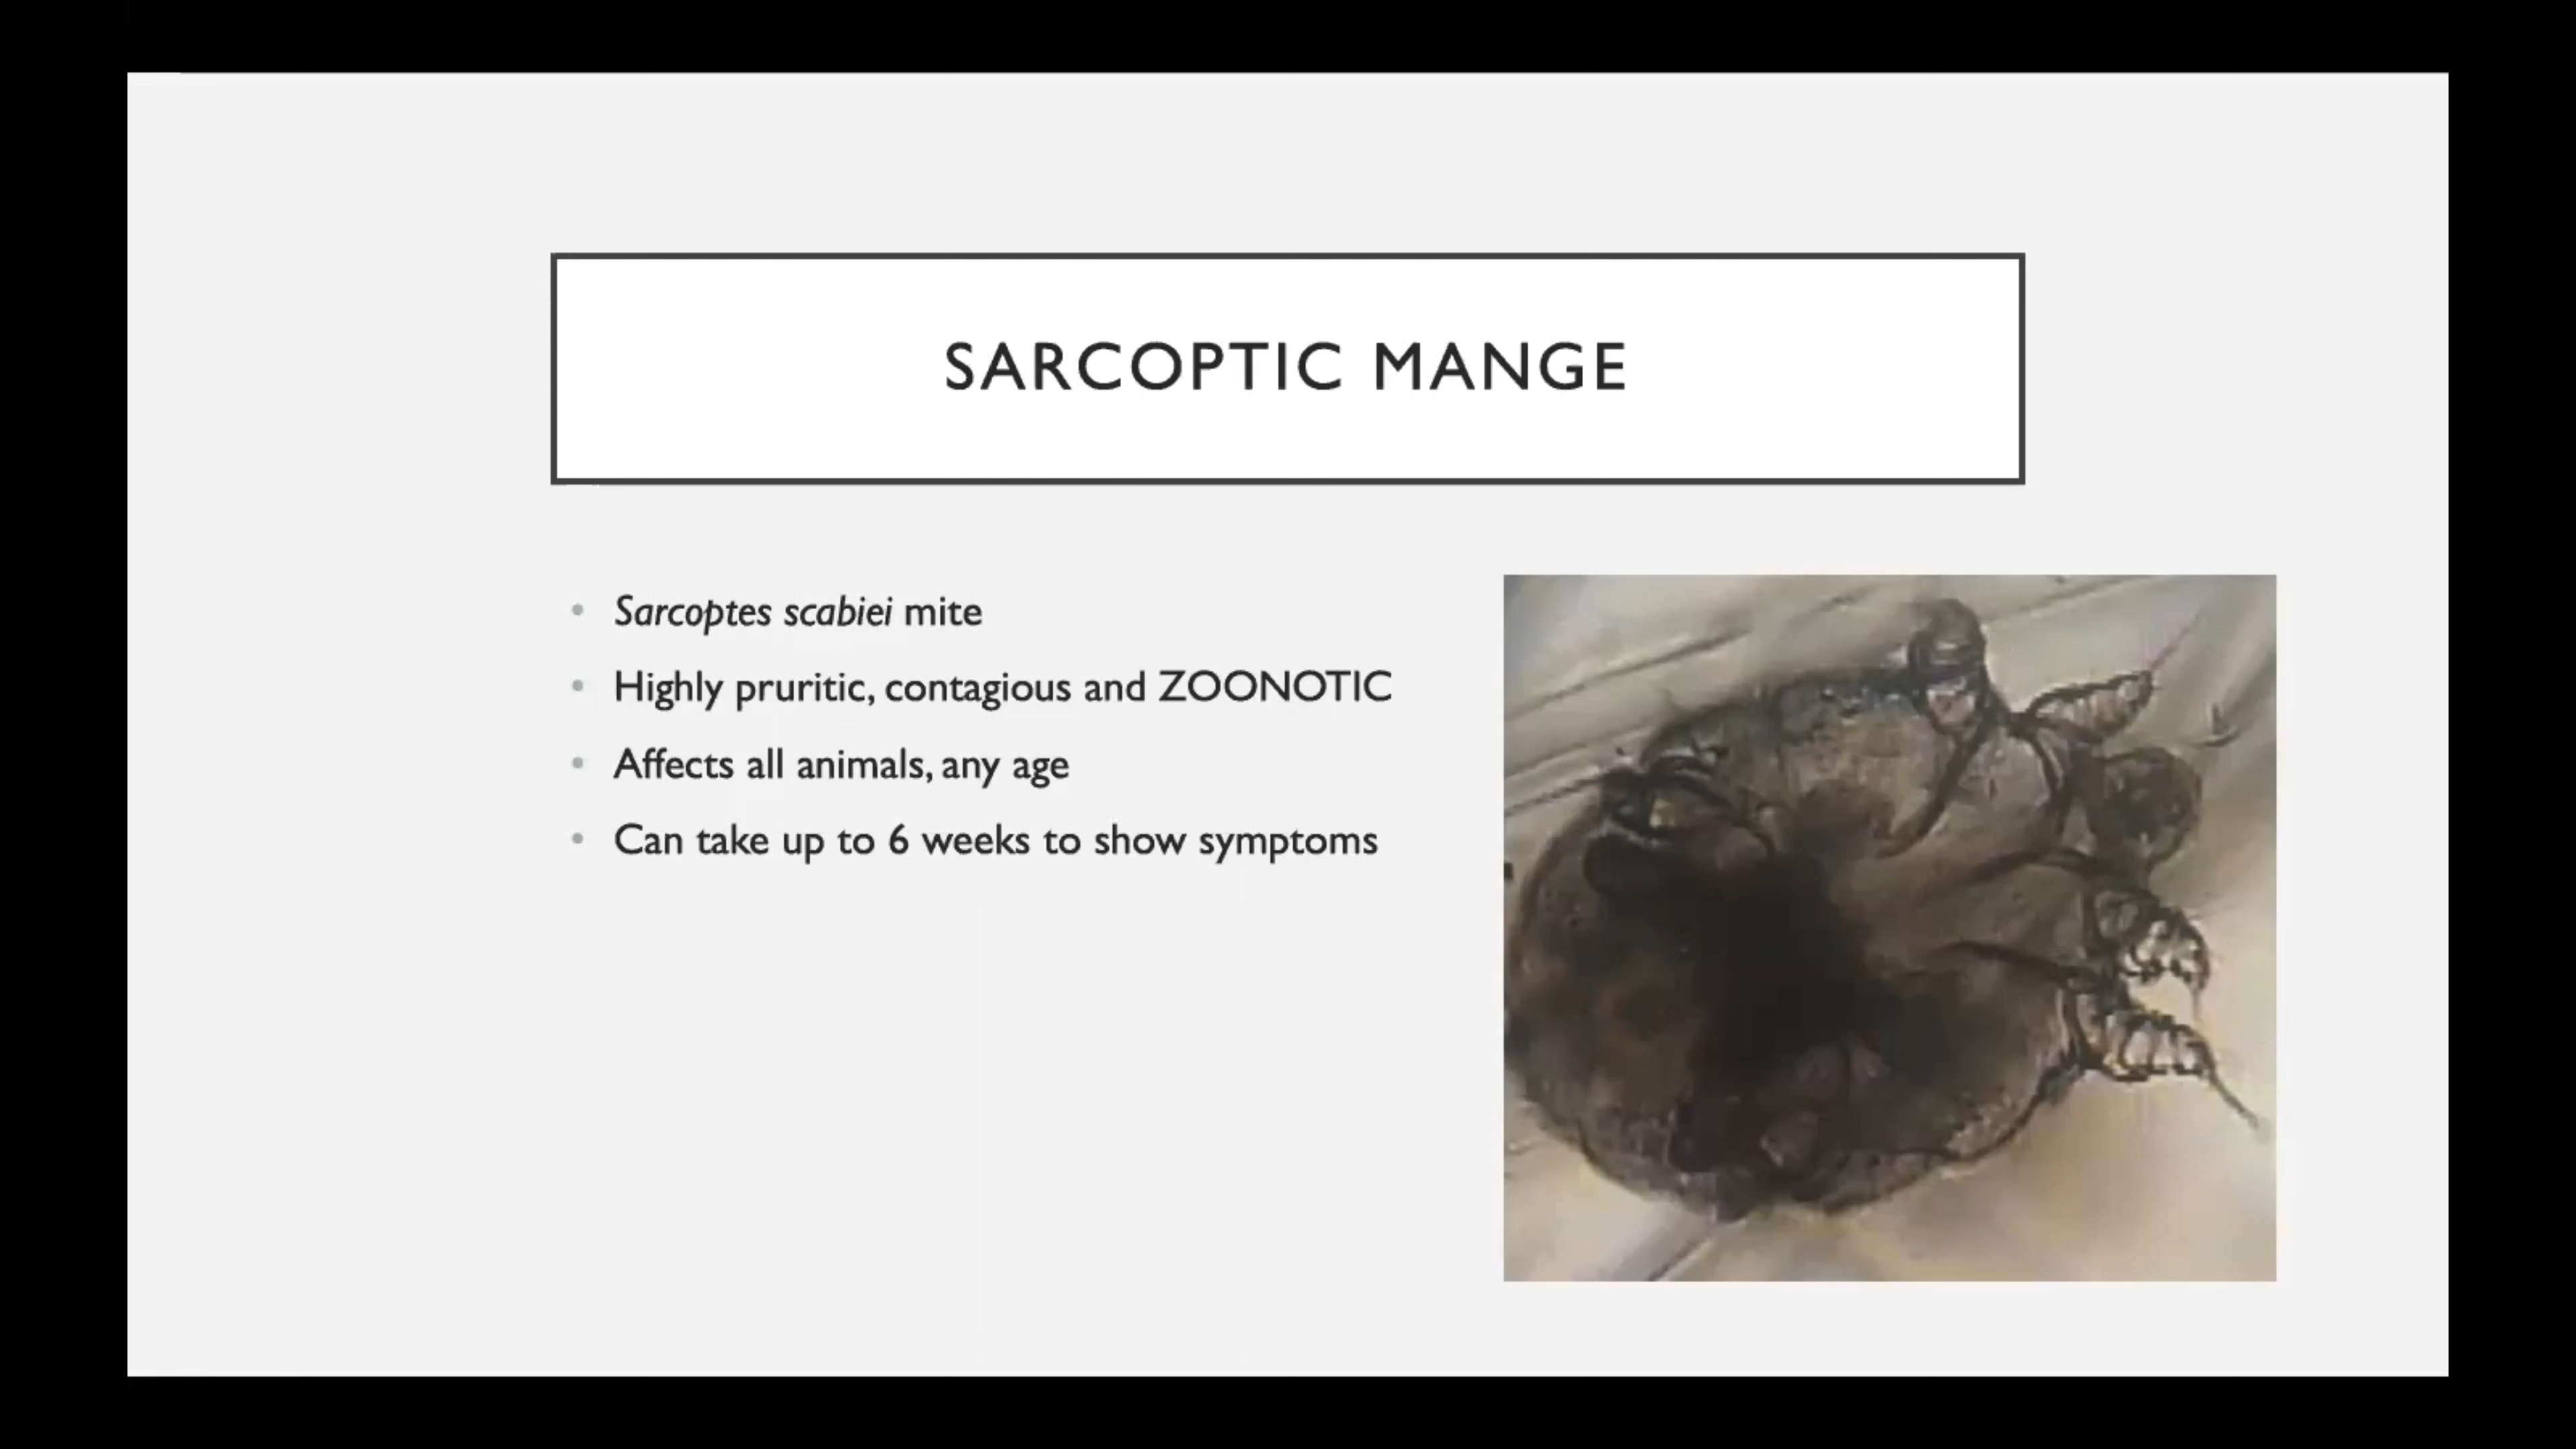 SARCOPTIC MANGE
• Sarcoptes scabiei mite
• Highly pruritic, contagious and ZOONOTIC
• Affects all animals, any age
• Can take up to 6 weeks to show symptoms